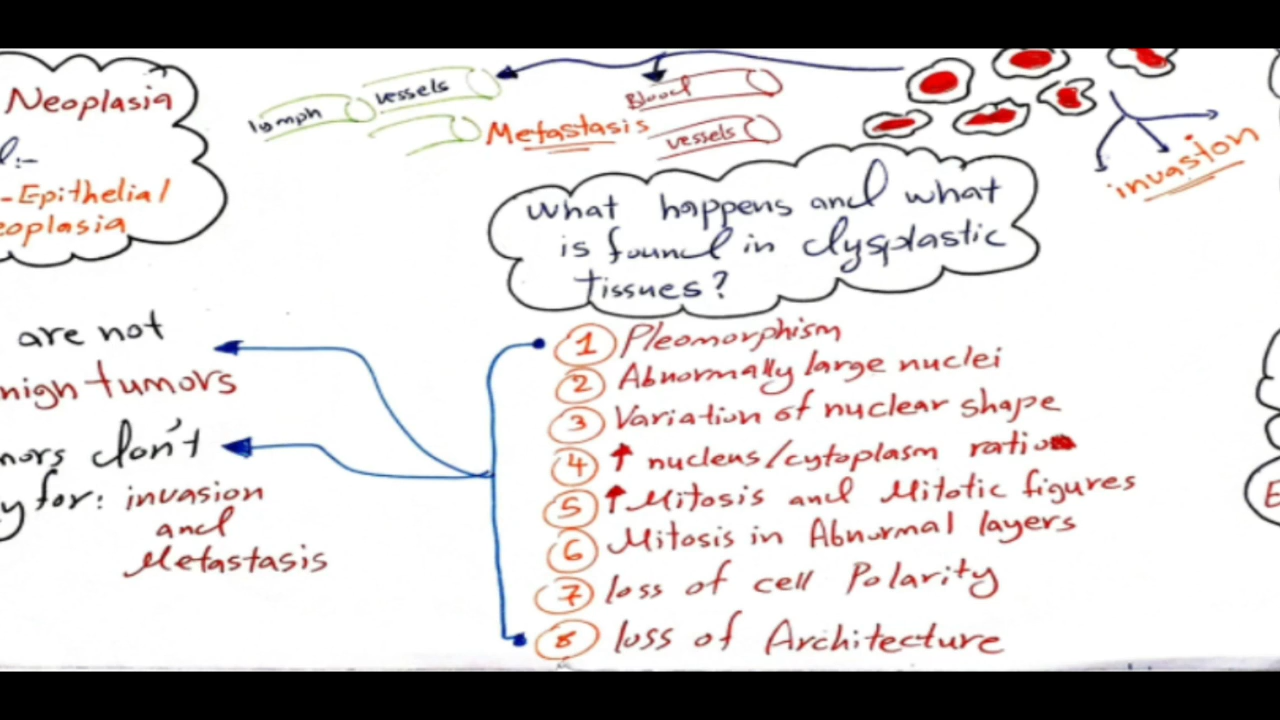 Neoplasia
-Epithelial
eoplasia
lymph
vessels
Metastasis
Blood
vessels
invasion
What happens and what
is found in dysplastic
tissues?
are not
nign tumors
mors don't
y for: invasion
and
Metastasis
1 Pleomorphism
2 Abnormally large nuclei
3 Variation of nuclear shape
4 ↑ nucleus/cytoplasm ratio
5 ↑ Mitosis and Mitotic figures
6 Mitosis in Abnormal layers
7 loss of cell Polarity
8 loss of Architecture
E